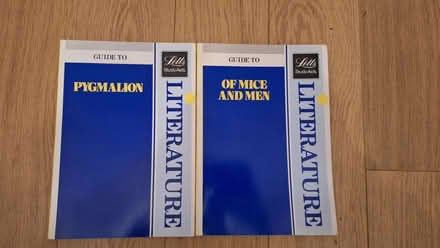 GUIDE TO
PYGMALION
Letts
Study Aids
LITERATURE
GUIDE TO
OF MICE
AND MEN
Letts
Study Aids
LITERATURE